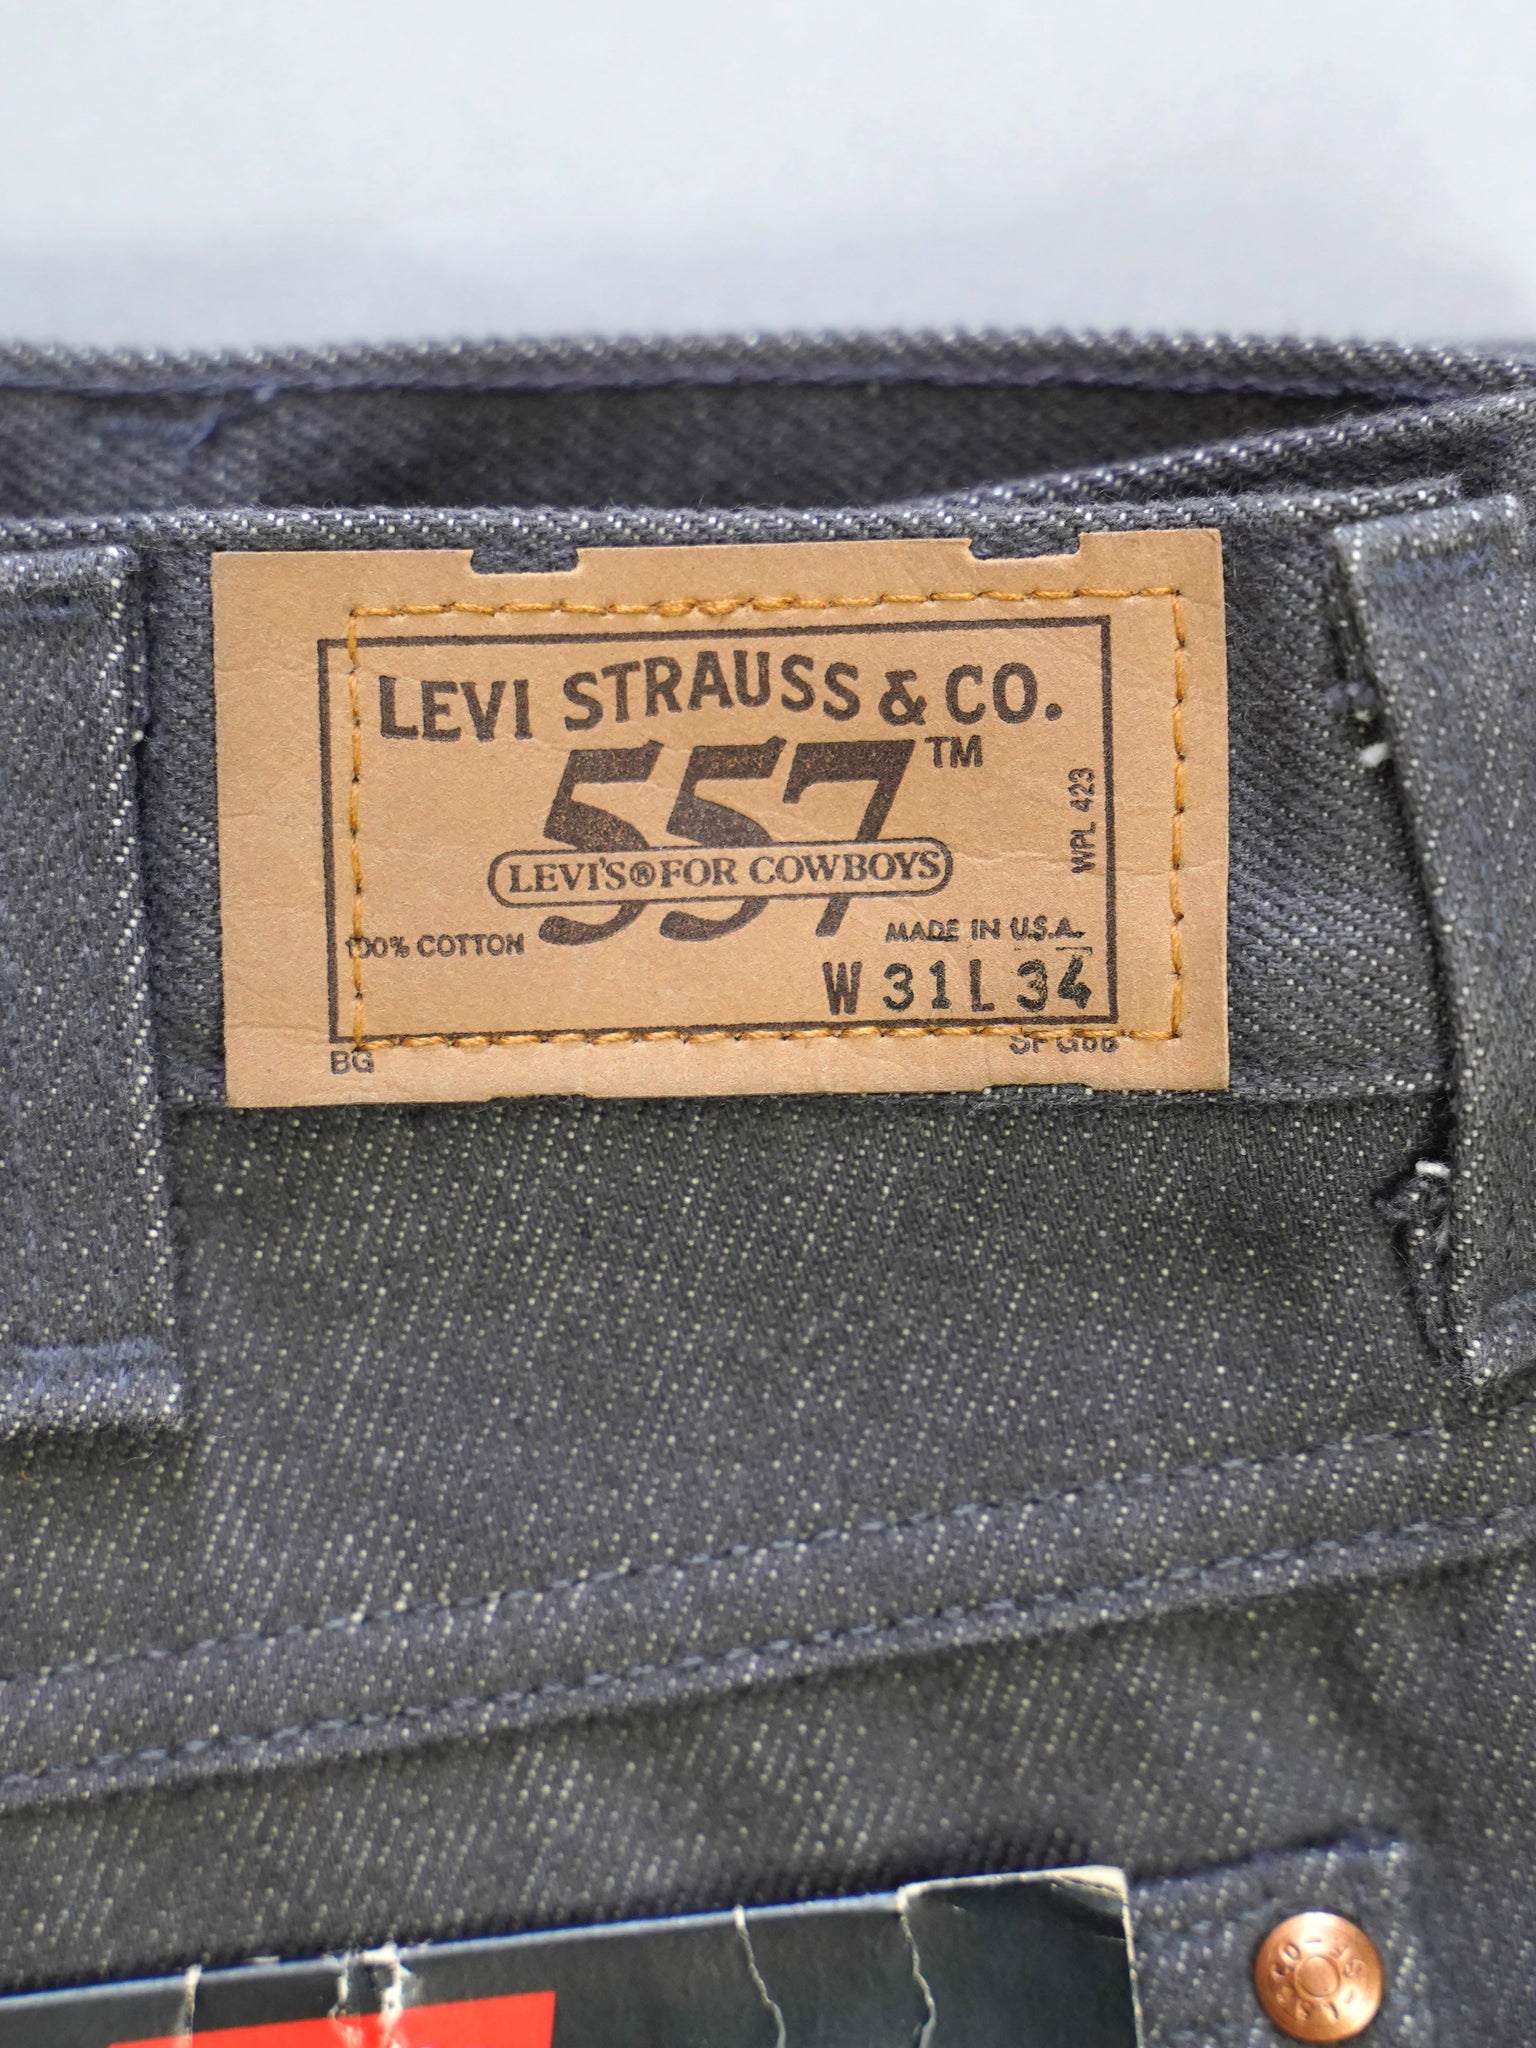 LEVI STRAUSS & CO.
557™
LEVI'S® FOR COWBOYS
WPL 423
100% COTTON
MADE IN U.S.A.
W 31 L 34
BG